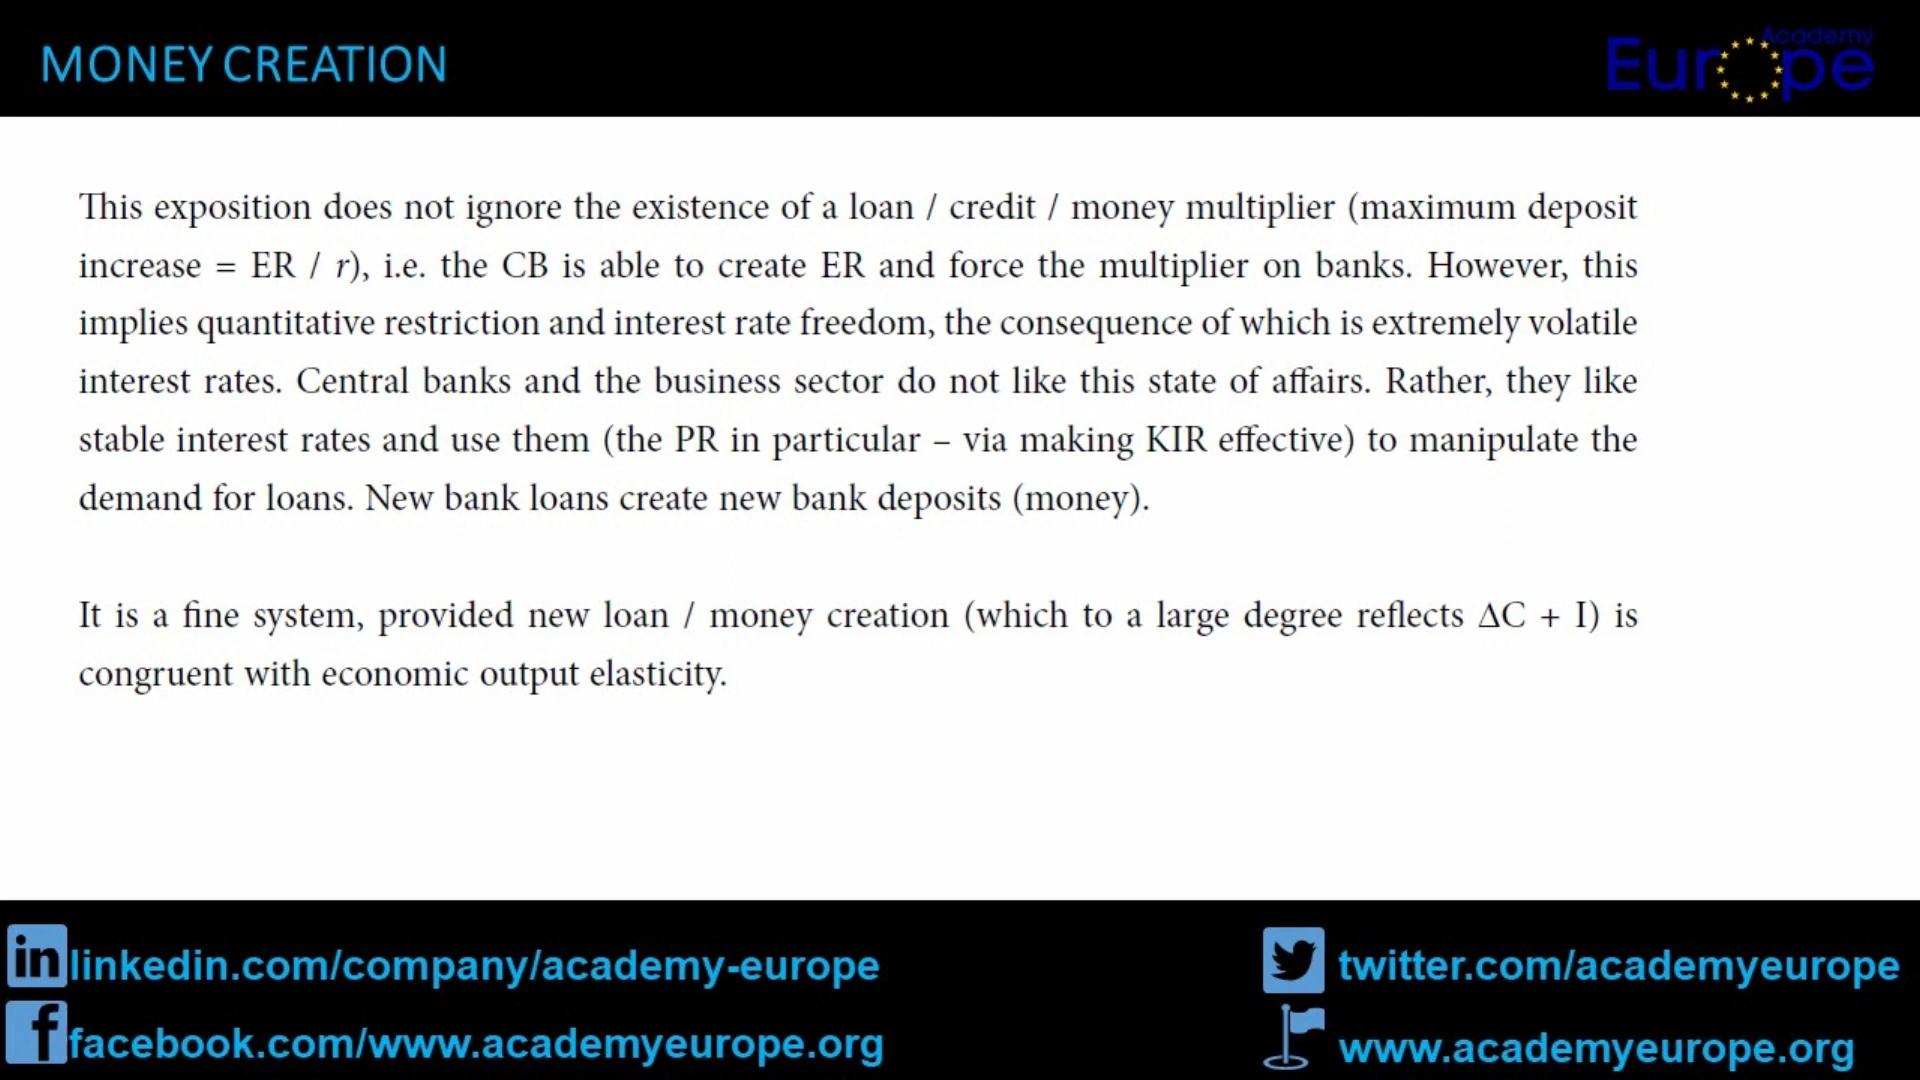 MONEY CREATION
Academy
Europe
This exposition does not ignore the existence of a loan / credit / money multiplier (maximum deposit
increase = ER / r), i.e. the CB is able to create ER and force the multiplier on banks. However, this
implies quantitative restriction and interest rate freedom, the consequence of which is extremely volatile
interest rates. Central banks and the business sector do not like this state of affairs. Rather, they like
stable interest rates and use them (the PR in particular – via making KIR effective) to manipulate the
demand for loans. New bank loans create new bank deposits (money).
It is a fine system, provided new loan / money creation (which to a large degree reflects ΔC + I) is
congruent with economic output elasticity.
in linkedin.com/company/academy-europe
twitter.com/academyeurope
f facebook.com/www.academyeurope.org
www.academyeurope.org